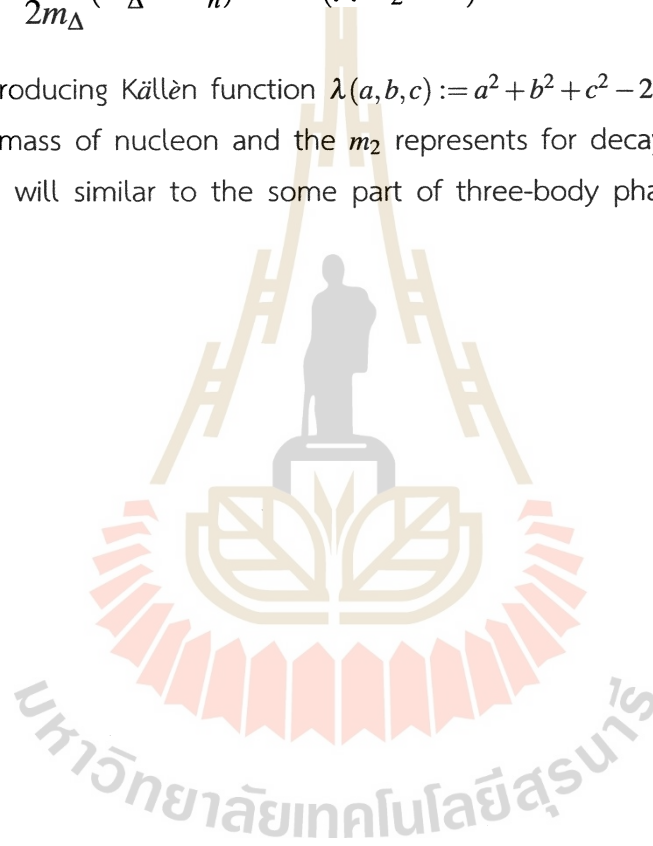 2m_Δ
roducing Källèn function λ(a,b,c) := a² + b² + c² − 2
mass of nucleon and the m₂ represents for decay
will similar to the some part of three-body pha
มหาวิทยาลัยเทคโนโลยีสุรนารี